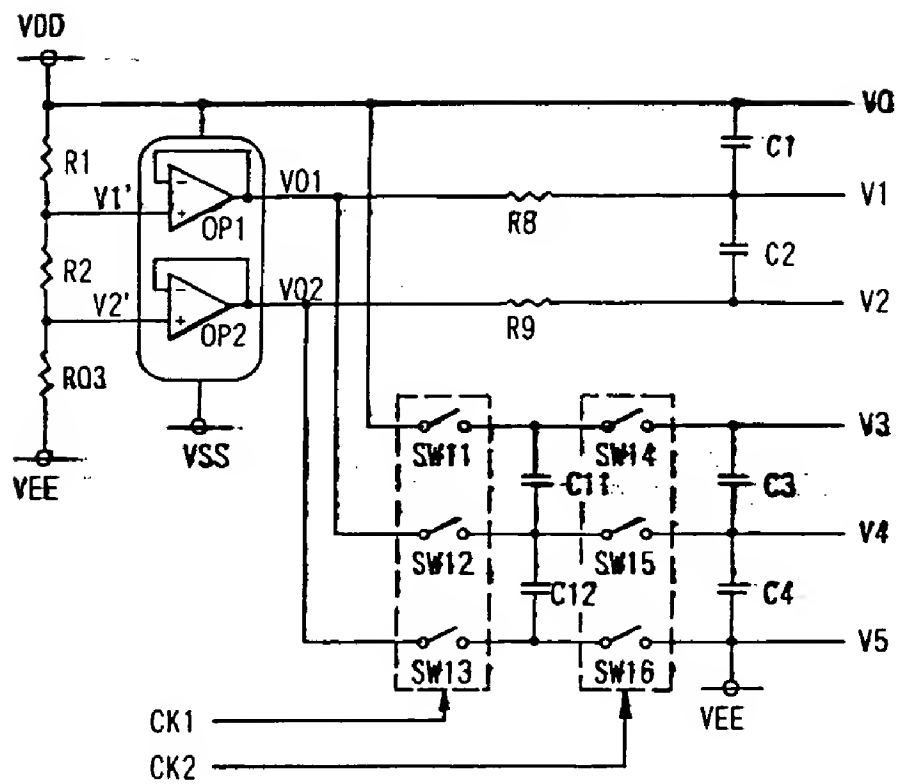 VDD
V0
R1
C1
V1'
V01
V1
OP1
R8
R2
C2
V2'
V02
V2
OP2
R9
R03
VSS
V3
VEE
SW11
C11
SW14
C3
V4
SW12
SW15
C12
C4
V5
SW13
SW16
CK1
VEE
CK2